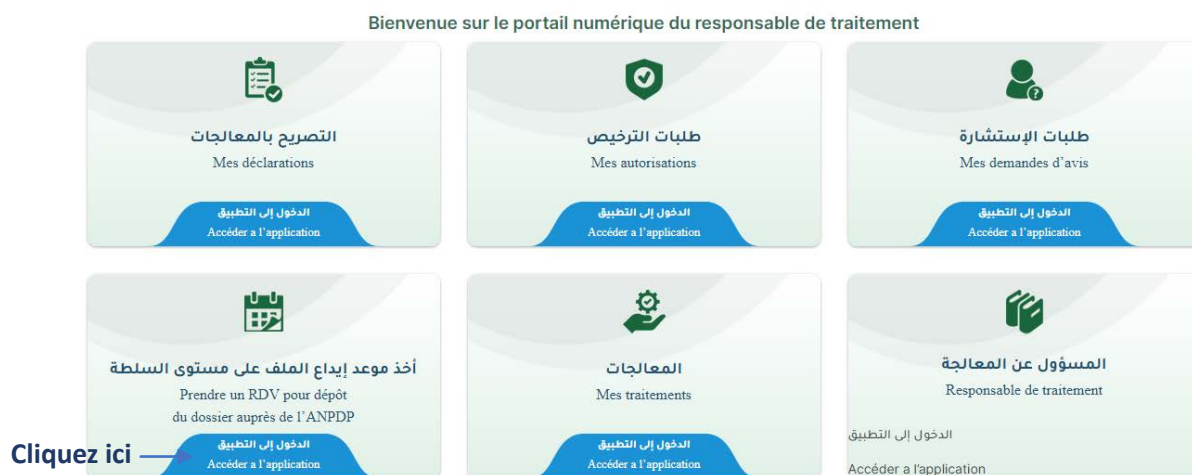 Bienvenue sur le portail numérique du responsable de traitement
التصريح بالمعالجات
Mes déclarations
الدخول إلى التطبيق
Accéder a l’application
طلبات الترخيص
Mes autorisations
الدخول إلى التطبيق
Accéder a l’application
طلبات الإستشارة
Mes demandes d’avis
الدخول إلى التطبيق
Accéder a l’application
أخذ موعد إيداع الملف على مستوى السلطة
Prendre un RDV pour dépôt
du dossier auprès de l’ANPDP
Cliquez ici
الدخول إلى التطبيق
Accéder a l’application
المعالجات
Mes traitements
الدخول إلى التطبيق
Accéder a l’application
المسؤول عن المعالجة
Responsable de traitement
الدخول إلى التطبيق
Accéder a l’application